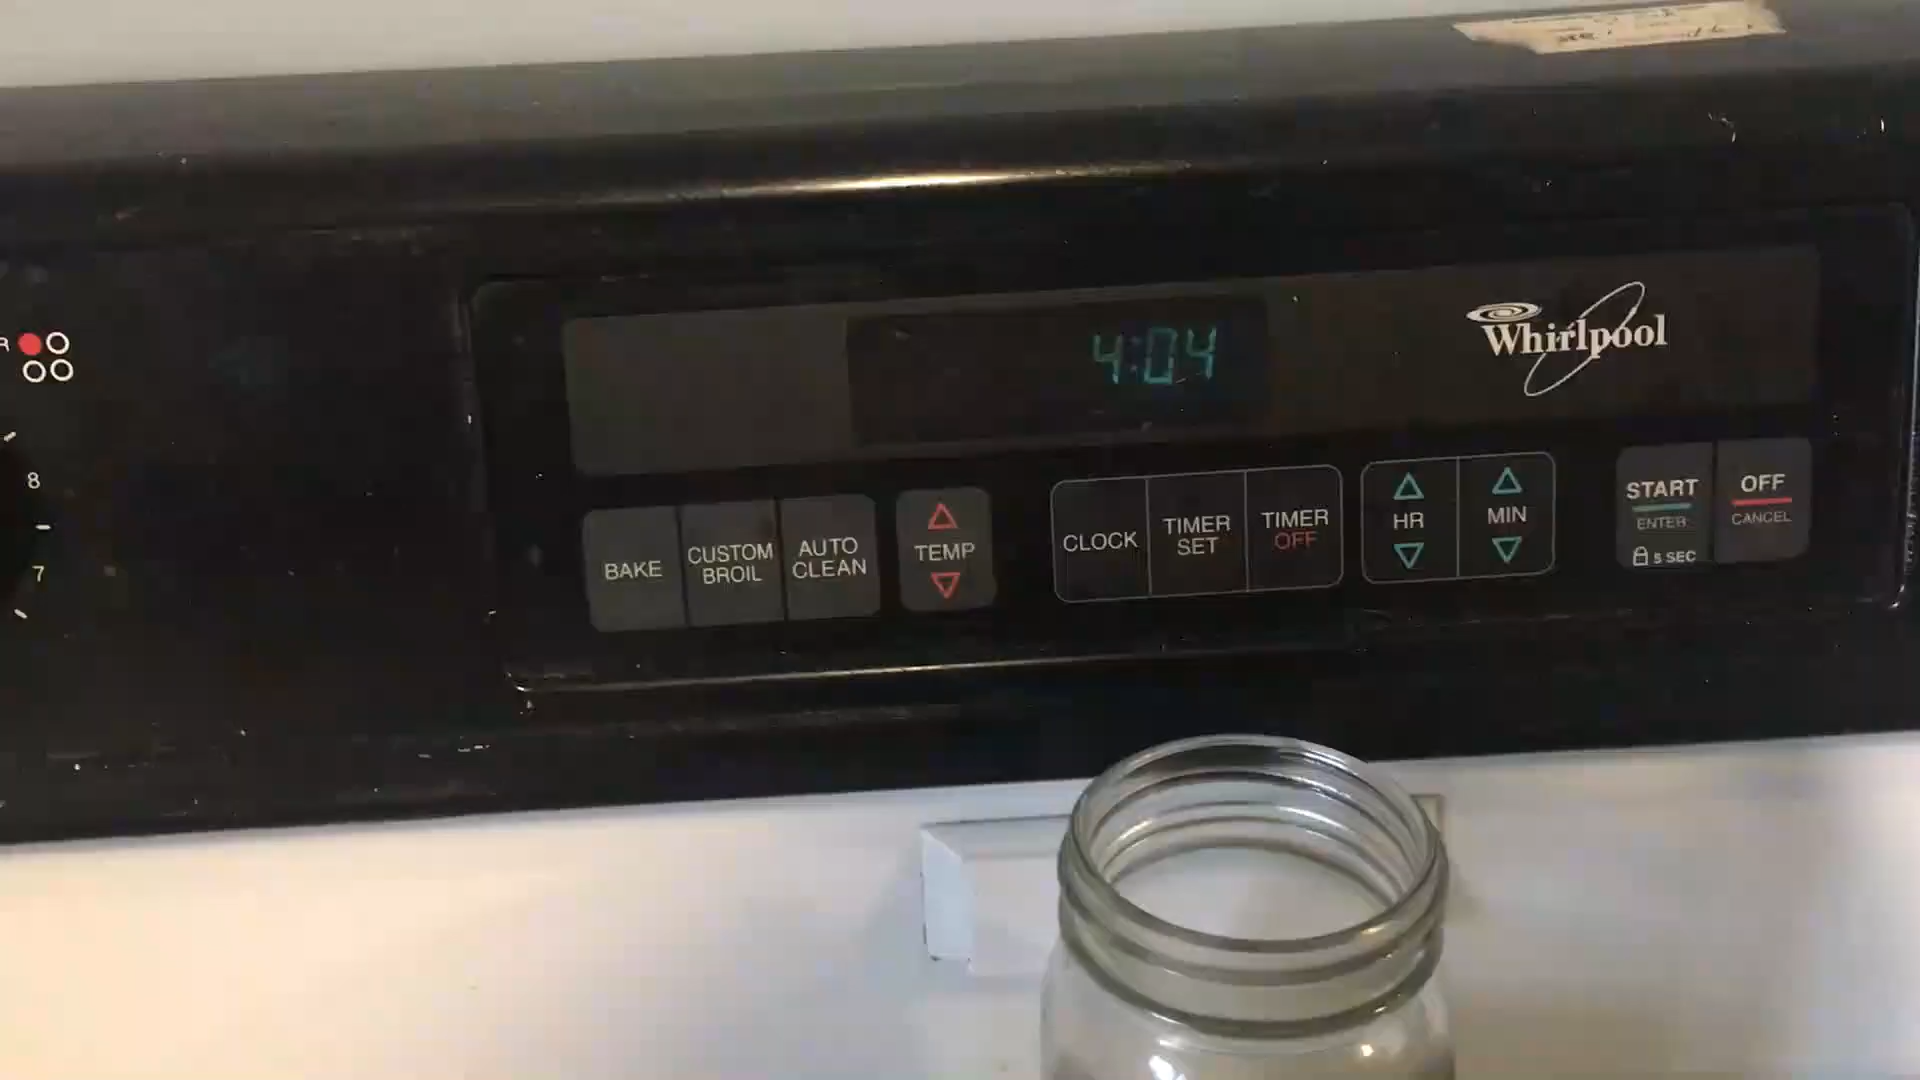 4:04
Whirlpool
R
8
7
BAKE
CUSTOM
BROIL
AUTO
CLEAN
TEMP
CLOCK
TIMER
SET
TIMER
OFF
HR
MIN
START
ENTER
5 SEC
OFF
CANCEL